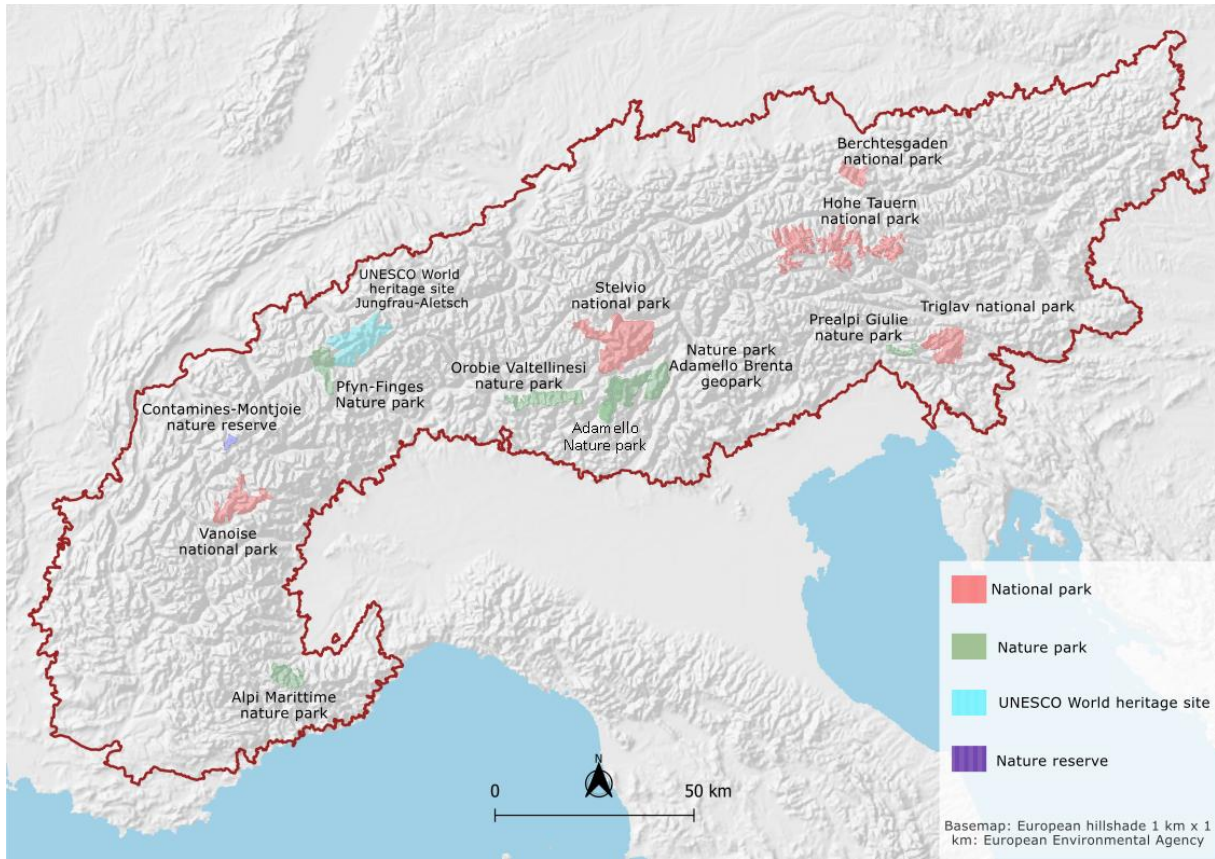 Berchtesgaden
national park
Hohe Tauern
national park
UNESCO World
heritage site
Jungfrau-Aletsch
Stelvio
national park
Triglav national park
Prealpi Giulie
nature park
Nature park
Adamello Brenta
geopark
Orobie Valtellinesi
nature park
Pfyn-Finges
Nature park
Contamines-Montjoie
nature reserve
Adamello
Nature park
Vanoise
national park
Alpi Marittime
nature park
National park
Nature park
UNESCO World heritage site
Nature reserve
N
0 50 km
Basemap: European hillshade 1 km x 1
km: European Environmental Agency